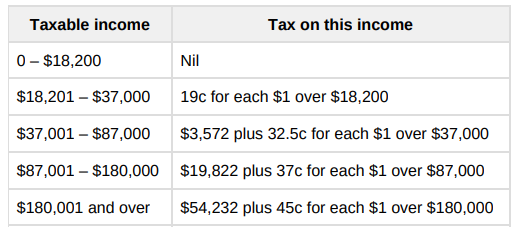 Taxable income Tax on this income
0 – $18,200 Nil
$18,201 – $37,000 19c for each $1 over $18,200
$37,001 – $87,000 $3,572 plus 32.5c for each $1 over $37,000
$87,001 – $180,000 $19,822 plus 37c for each $1 over $87,000
$180,001 and over $54,232 plus 45c for each $1 over $180,000